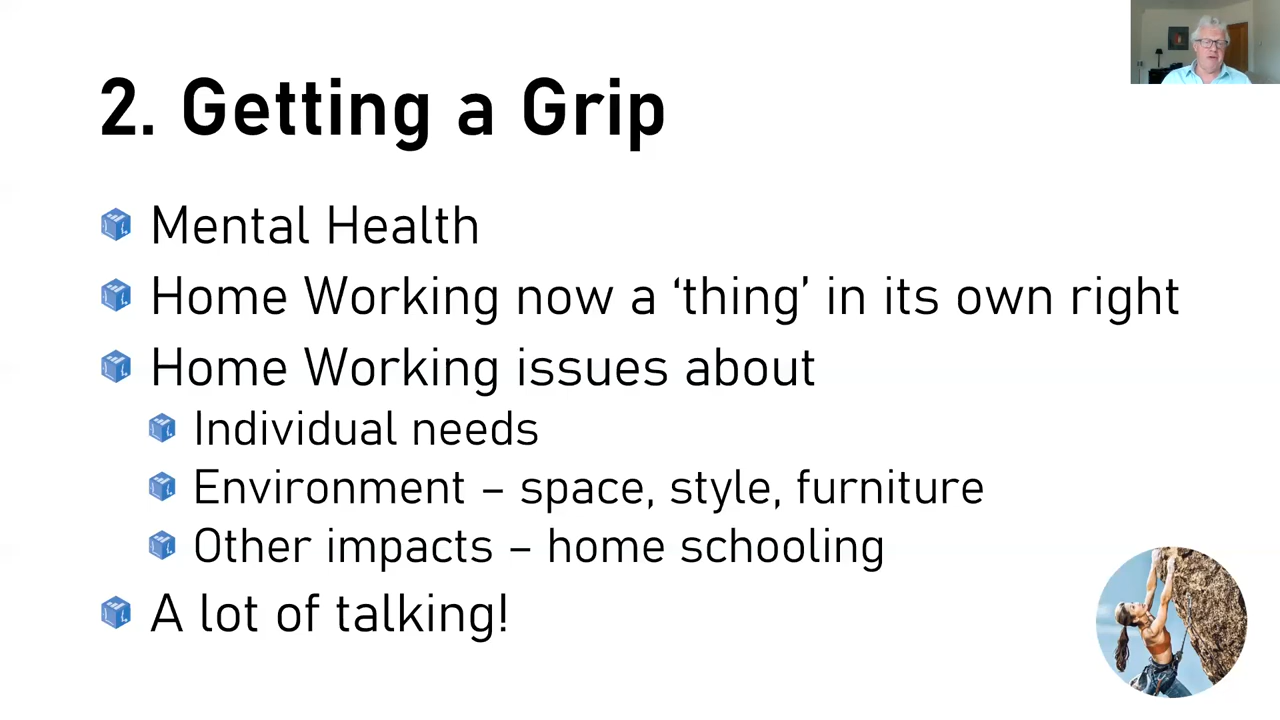 2. Getting a Grip
Mental Health
Home Working now a ‘thing’ in its own right
Home Working issues about
Individual needs
Environment – space, style, furniture
Other impacts – home schooling
A lot of talking!